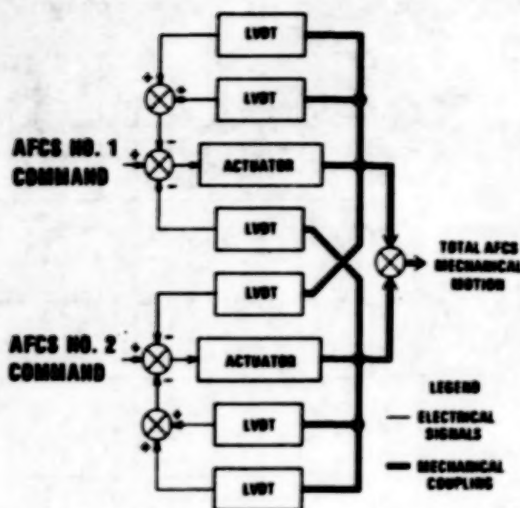 LVDT
LVDT
AFCS NO. 1
COMMAND
ACTUATOR
LVDT
TOTAL AFCS
MECHANICAL
MOTION
LVDT
AFCS NO. 2
COMMAND
ACTUATOR
LEGEND
ELECTRICAL
SIGNALS
LVDT
MECHANICAL
COUPLING
LVDT